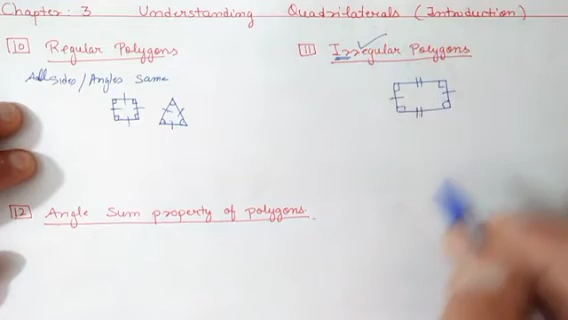 Chapter: 3 Understanding Quadrilaterals (Introduction)
10 Regular Polygons
All Sides / Angles Same
11 Irregular Polygons
12 Angle Sum property of polygons.